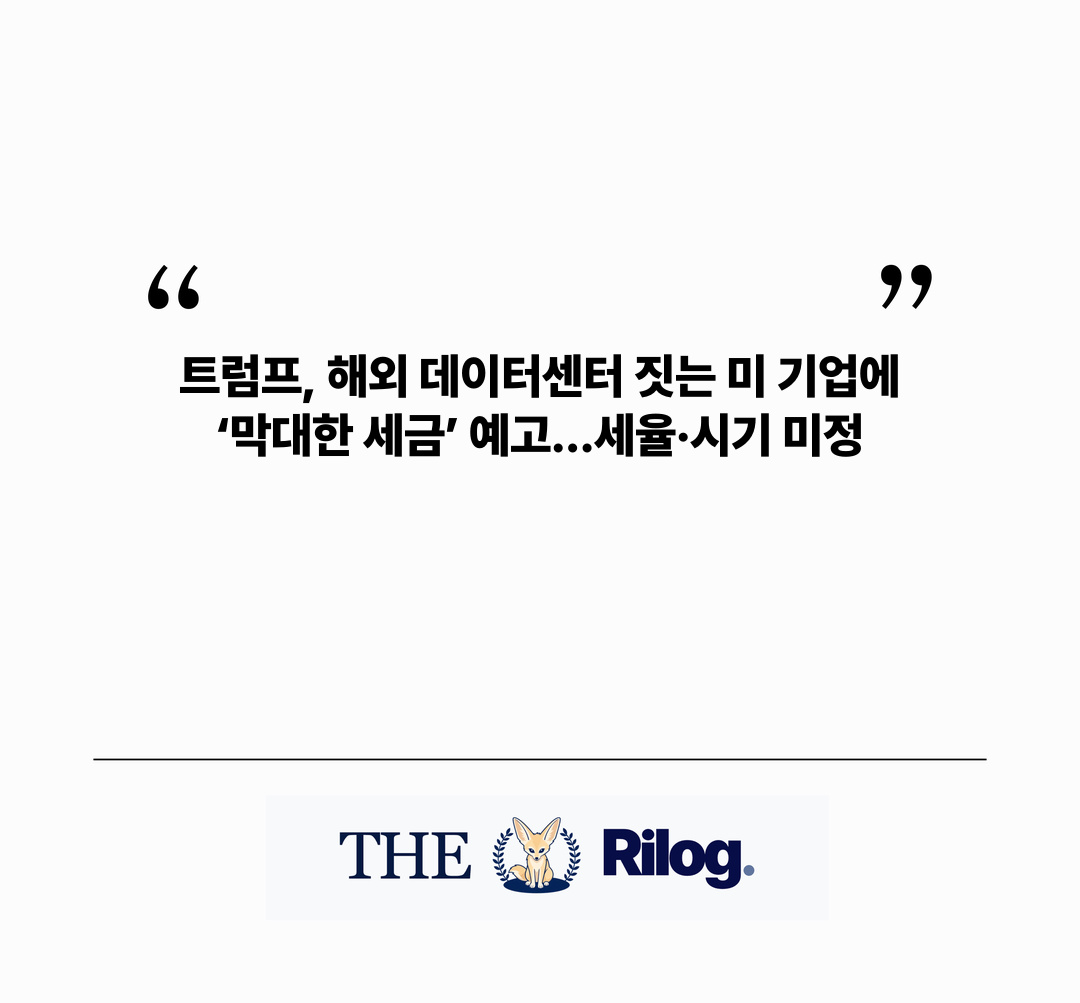 “ ”
트럼프, 해외 데이터센터 짓는 미 기업에
‘막대한 세금’ 예고…세율·시기 미정
THE Rilog.